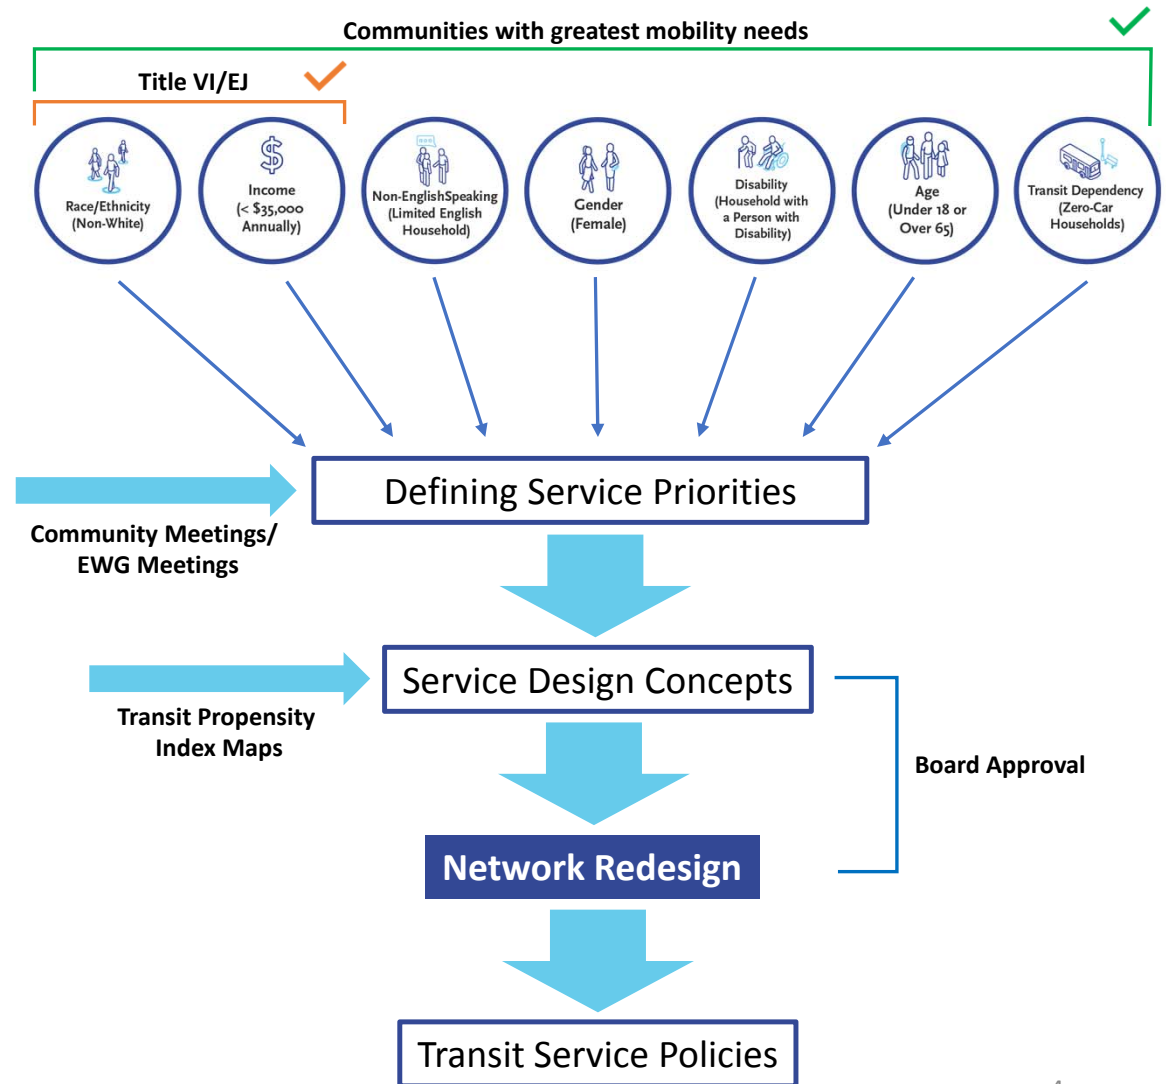 Communities with greatest mobility needs
Title VI/EJ
Race/Ethnicity
(Non-White)
Income
(< $35,000
Annually)
Non-EnglishSpeaking
(Limited English
Household)
Gender
(Female)
Disability
(Household with
a Person with
Disability)
Age
(Under 18 or
Over 65)
Transit Dependency
(Zero-Car
Households)
Defining Service Priorities
Community Meetings/
EWG Meetings
Service Design Concepts
Transit Propensity
Index Maps
Board Approval
Network Redesign
Transit Service Policies